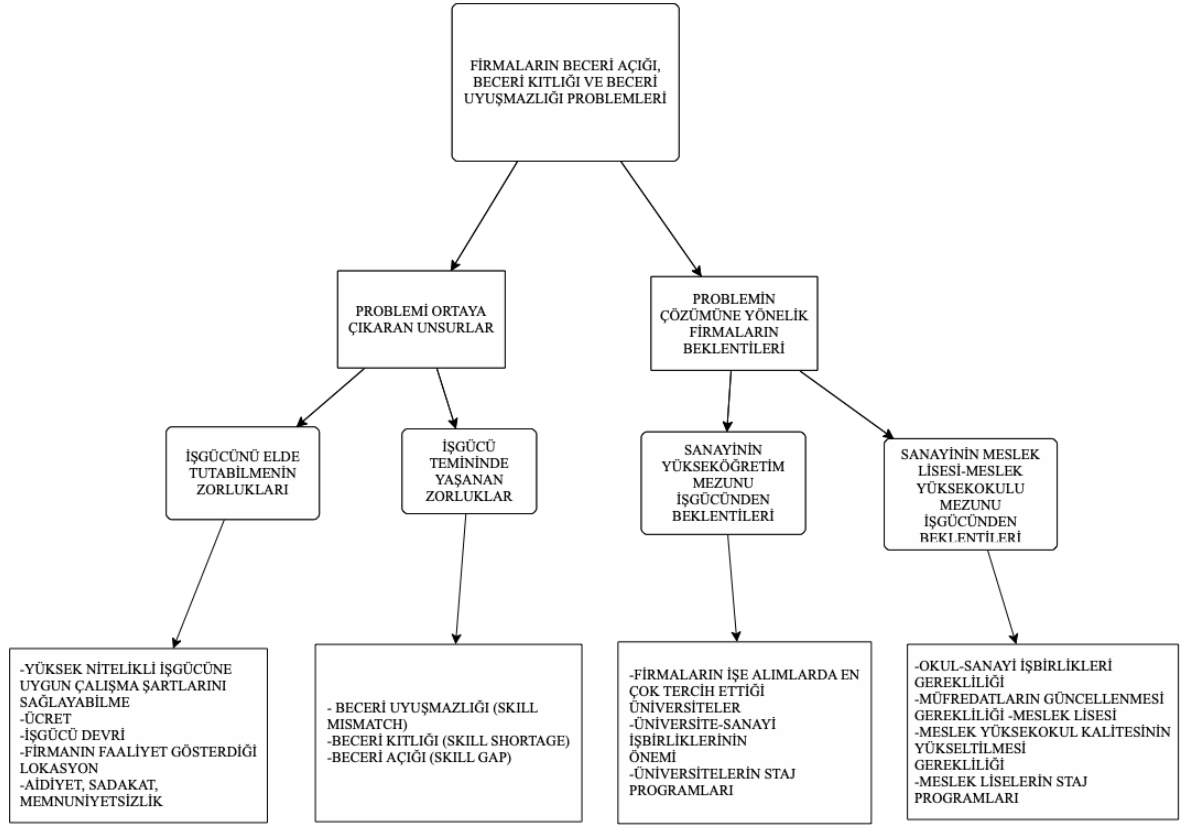 FİRMALARIN BECERİ AÇIĞI,
BECERİ KITLIĞI VE BECERİ
UYUŞMAZLIĞI PROBLEMLERİ
PROBLEMİ ORTAYA
ÇIKARAN UNSURLAR
PROBLEMİN
ÇÖZÜMÜNE YÖNELİK
FİRMALARIN
BEKLENTİLERİ
İŞGÜCÜNÜ ELDE
TUTABİLMENİN
ZORLUKLARI
İŞGÜCÜ
TEMİNİNDE
YAŞANAN
ZORLUKLAR
SANAYİNİN
YÜKSEKÖĞRETİM
MEZUNU
İŞGÜCÜNDEN
BEKLENTİLERİ
SANAYİNİN MESLEK
LİSESİ-MESLEK
YÜKSEKOKULU
MEZUNU
İŞGÜCÜNDEN
BEKLENTİLERİ
-YÜKSEK NİTELİKLİ İŞGÜCÜNE
UYGUN ÇALIŞMA ŞARTLARINI
SAĞLAYABİLME
-ÜCRET
-İŞGÜCÜ DEVRİ
-FİRMANIN FAALİYET GÖSTERDİĞİ
LOKASYON
-AİDİYET, SADAKAT,
MEMNUNİYETSİZLİK
- BECERİ UYUŞMAZLIĞI (SKILL
MISMATCH)
-BECERİ KITLIĞI (SKILL SHORTAGE)
-BECERİ AÇIĞI (SKILL GAP)
-FİRMALARIN İŞE ALIMLARDA EN
ÇOK TERCİH ETTİĞİ
ÜNİVERSİTELER
-ÜNİVERSİTE-SANAYİ
İŞBİRLİKLERİNİN
ÖNEMİ
-ÜNİVERSİTELERİN STAJ
PROGRAMLARI
-OKUL-SANAYİ İŞBİRLİKLERİ
GEREKLİLİĞİ
-MÜFREDATLARIN GÜNCELLENMESİ
GEREKLİLİĞİ -MESLEK LİSESİ
-MESLEK YÜKSEKOKUL KALİTESİNİN
YÜKSELTİLMESİ
GEREKLİLİĞİ
-MESLEK LİSELERİN STAJ
PROGRAMLARI